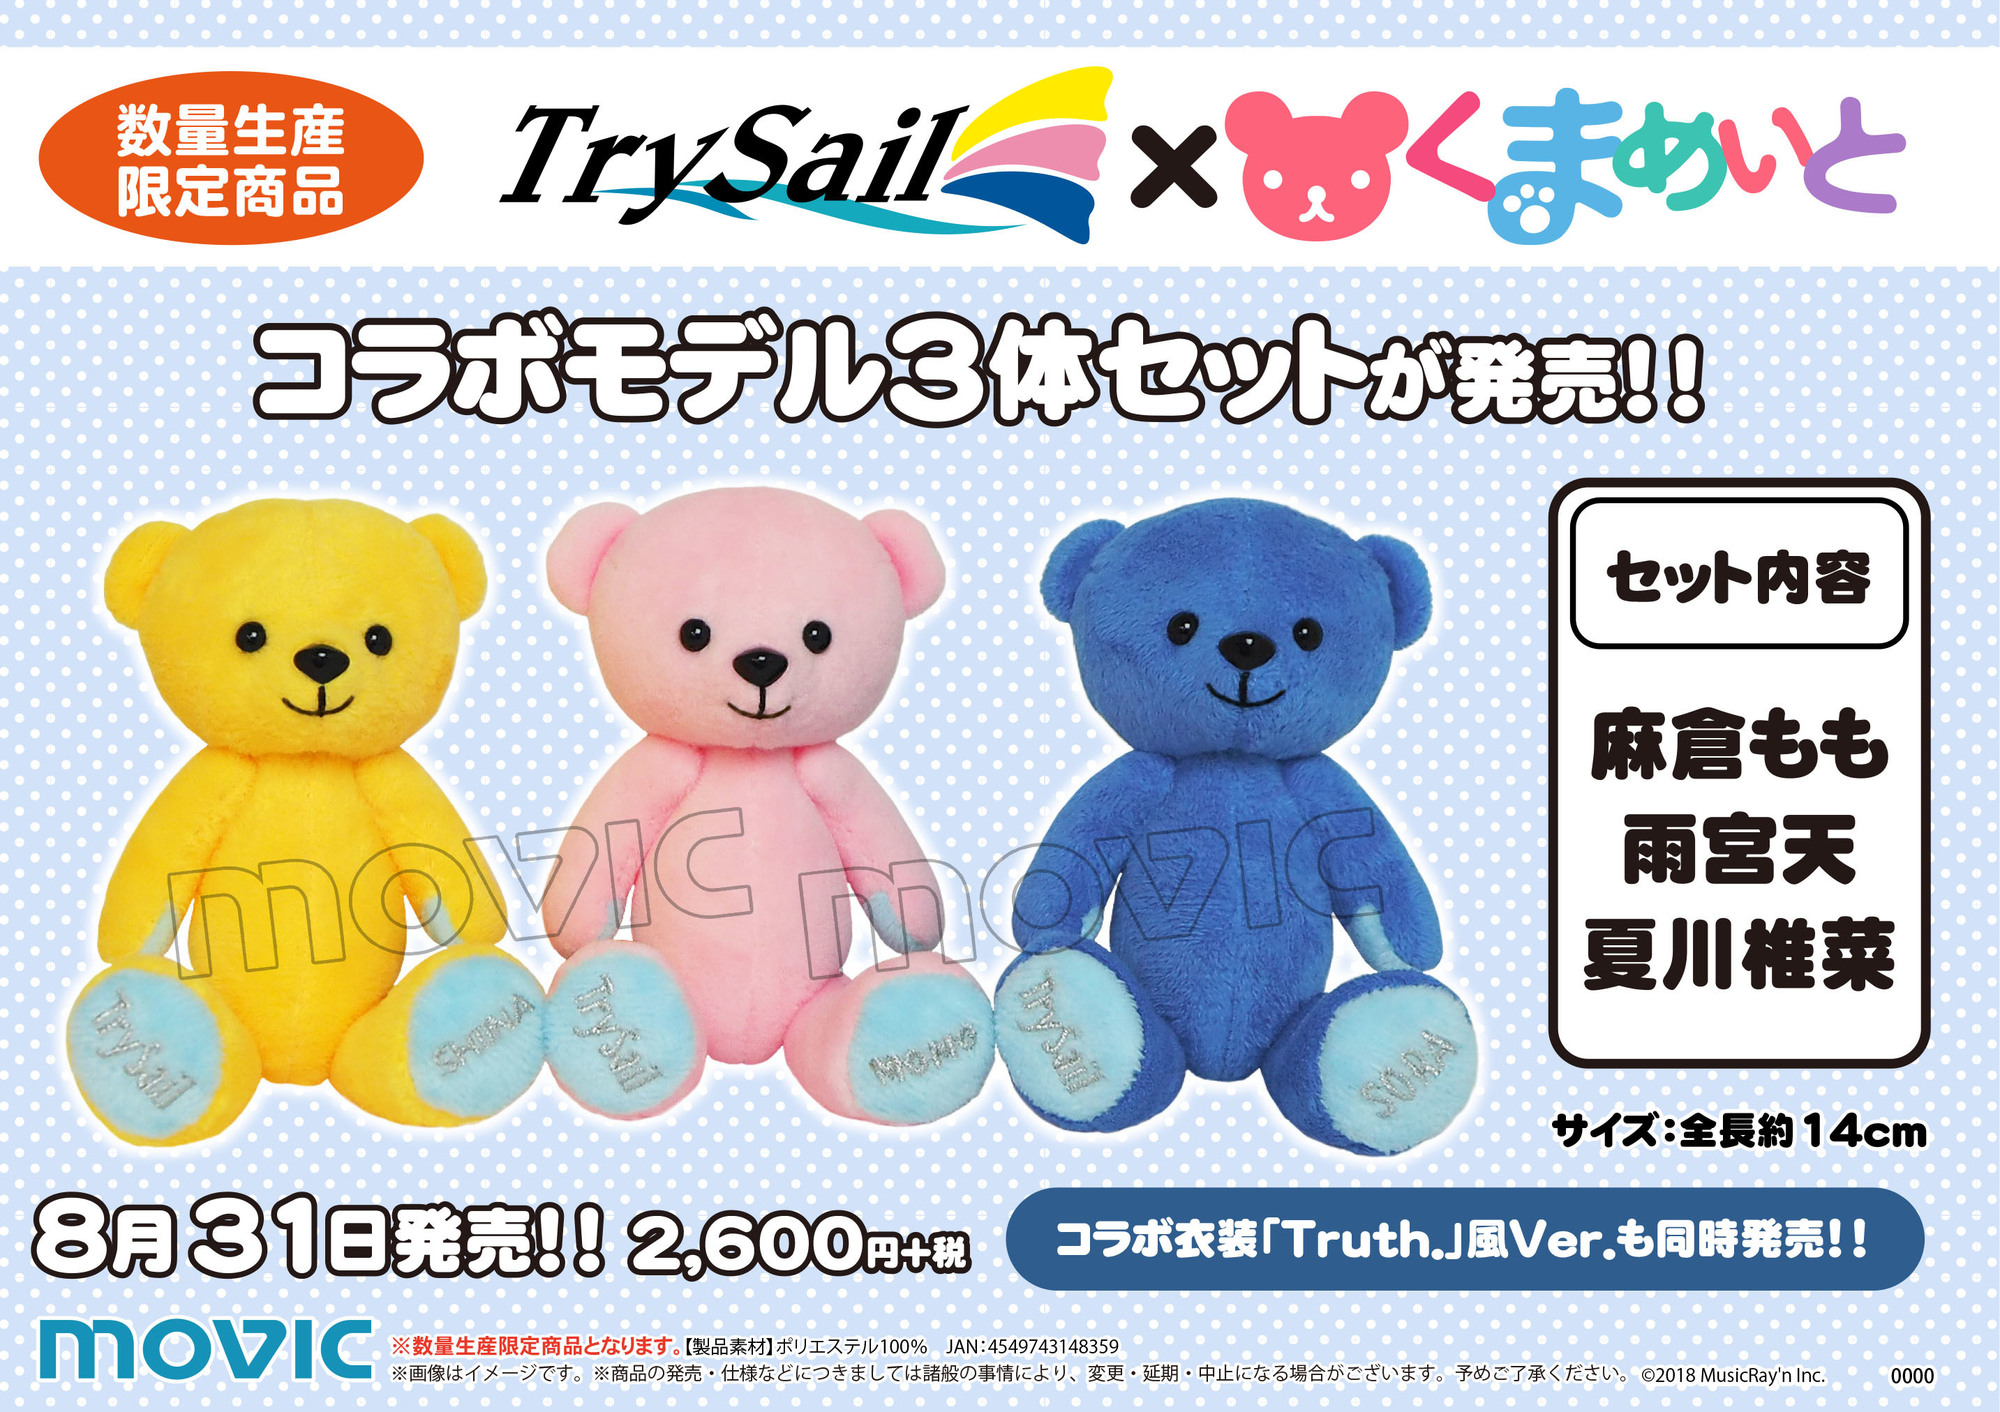 数量生産
限定商品
TrySail×くまめいと
コラボモデル3体セットが発売!!
セット内容
麻倉もも
雨宮天
夏川椎菜
movic
movic
TrySail
SHIINA
TrySail
MOMO
TrySail
SORA
サイズ:全長約14cm
8月31日発売!! 2,600円+税
コラボ衣装「Truth.」風Ver.も同時発売!!
movic
※数量生産限定商品となります。【製品素材】ポリエステル100% JAN:4549743148359
※画像はイメージです。※商品の発売・仕様などにつきましては諸般の事情により、変更・延期・中止になる場合がございます。予めご了承ください。 ©2018 MusicRay'n Inc. 0000